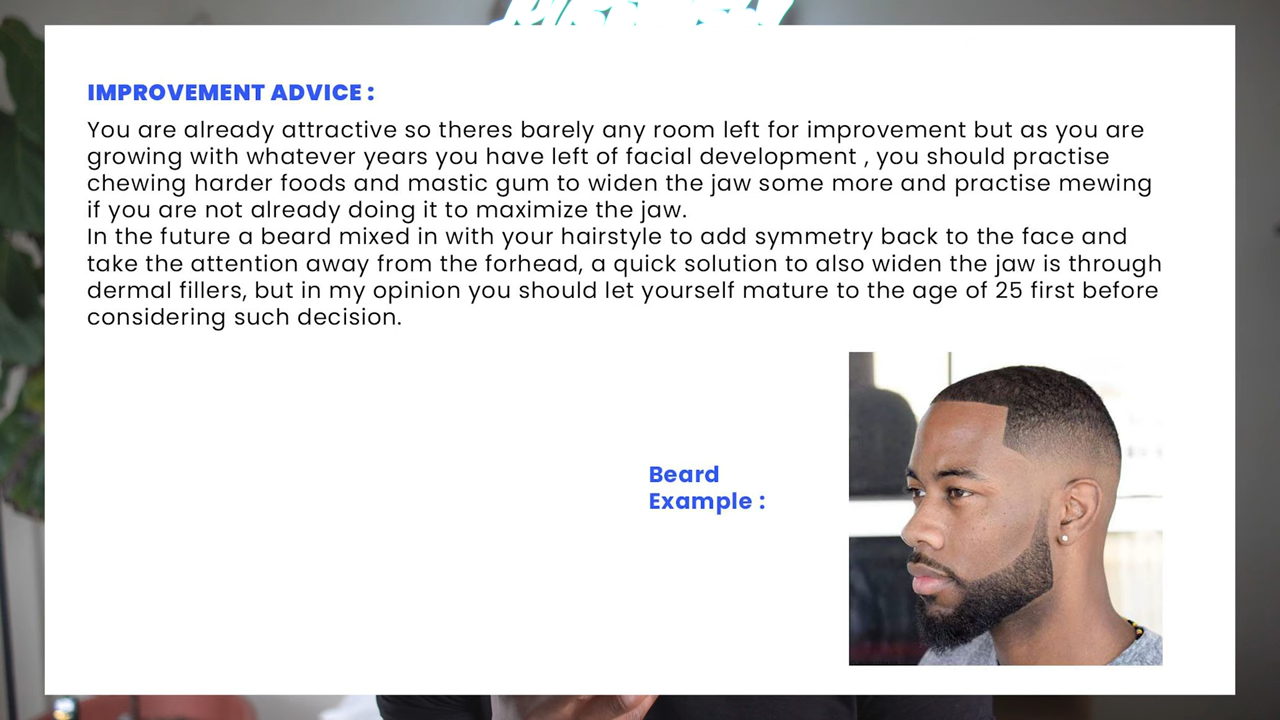 IMPROVEMENT ADVICE :
You are already attractive so theres barely any room left for improvement but as you are
growing with whatever years you have left of facial development , you should practise
chewing harder foods and mastic gum to widen the jaw some more and practise mewing
if you are not already doing it to maximize the jaw.
In the future a beard mixed in with your hairstyle to add symmetry back to the face and
take the attention away from the forhead, a quick solution to also widen the jaw is through
dermal fillers, but in my opinion you should let yourself mature to the age of 25 first before
considering such decision.
Beard
Example :